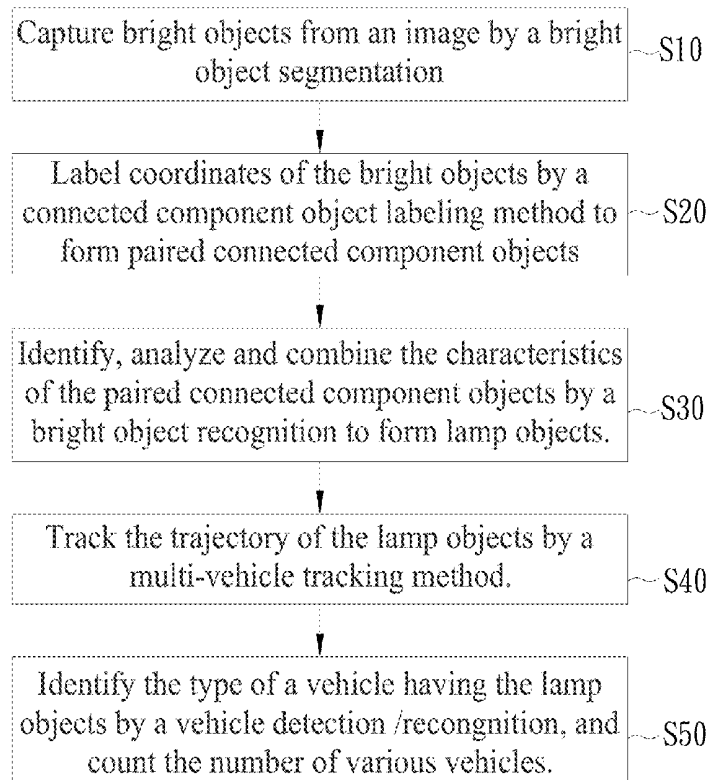 Capture bright objects from an image by a bright
object segmentation
S10
Label coordinates of the bright objects by a
connected component object labeling method to
form paired connected component objects
S20
Identify, analyze and combine the characteristics
of the paired connected component objects by a
bright object recognition to form lamp objects.
S30
Track the trajectory of the lamp objects by a
multi-vehicle tracking method.
S40
Identify the type of a vehicle having the lamp
objects by a vehicle detection /recongnition, and
count the number of various vehicles.
S50